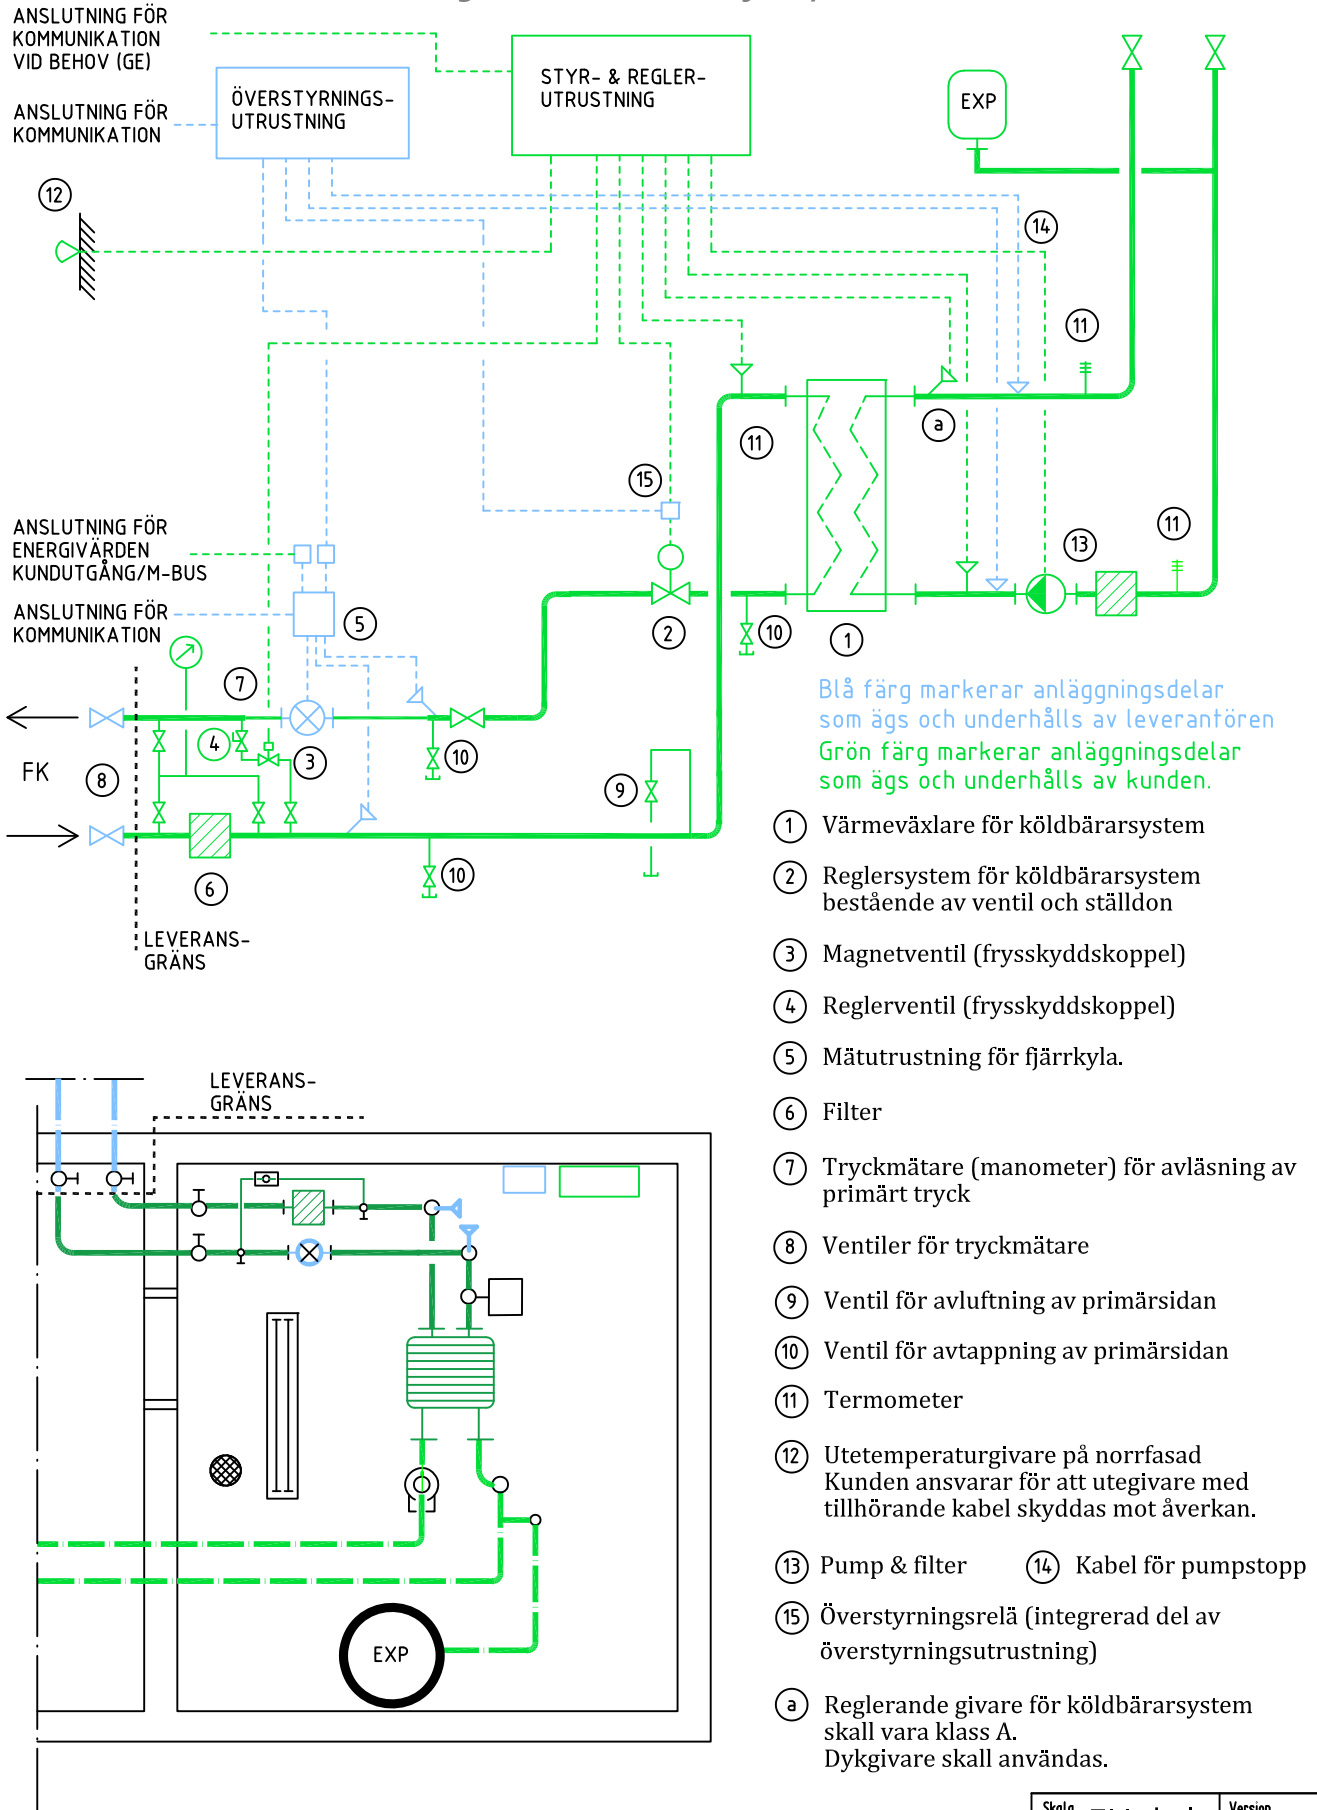 ANSLUTNING FÖR
KOMMUNIKATION
VID BEHOV (GE)
ANSLUTNING FÖR
KOMMUNIKATION
ÖVERSTYRNINGS-
UTRUSTNING
STYR- & REGLER-
UTRUSTNING
EXP
12
14
11
a
11
15
11
13
ANSLUTNING FÖR
ENERGIVÄRDEN
KUNDUTGÅNG/M-BUS
ANSLUTNING FÖR
KOMMUNIKATION
5
2
10
1
7
4
3
10
FK
8
9
6
10
LEVERANS-
GRÄNS
Blå färg markerar anläggningsdelar
som ägs och underhålls av leverantören
Grön färg markerar anläggningsdelar
som ägs och underhålls av kunden.
1 Värmeväxlare för köldbärarsystem
2 Reglersystem för köldbärarsystem
bestående av ventil och ställdon
3 Magnetventil (frysskyddskoppel)
4 Reglerventil (frysskyddskoppel)
5 Mätutrustning för fjärrkyla.
6 Filter
7 Tryckmätare (manometer) för avläsning av
primärt tryck
8 Ventiler för tryckmätare
9 Ventil för avluftning av primärsidan
10 Ventil för avtappning av primärsidan
11 Termometer
12 Utetemperaturgivare på norrfasad
Kunden ansvarar för att utegivare med
tillhörande kabel skyddas mot åverkan.
13 Pump & filter 14 Kabel för pumpstopp
15 Överstyrningsrelä (integrerad del av
överstyrningsutrustning)
a Reglerande givare för köldbärarsystem
skall vara klass A.
Dykgivare skall användas.
LEVERANS-
GRÄNS
EXP
Skala
Version